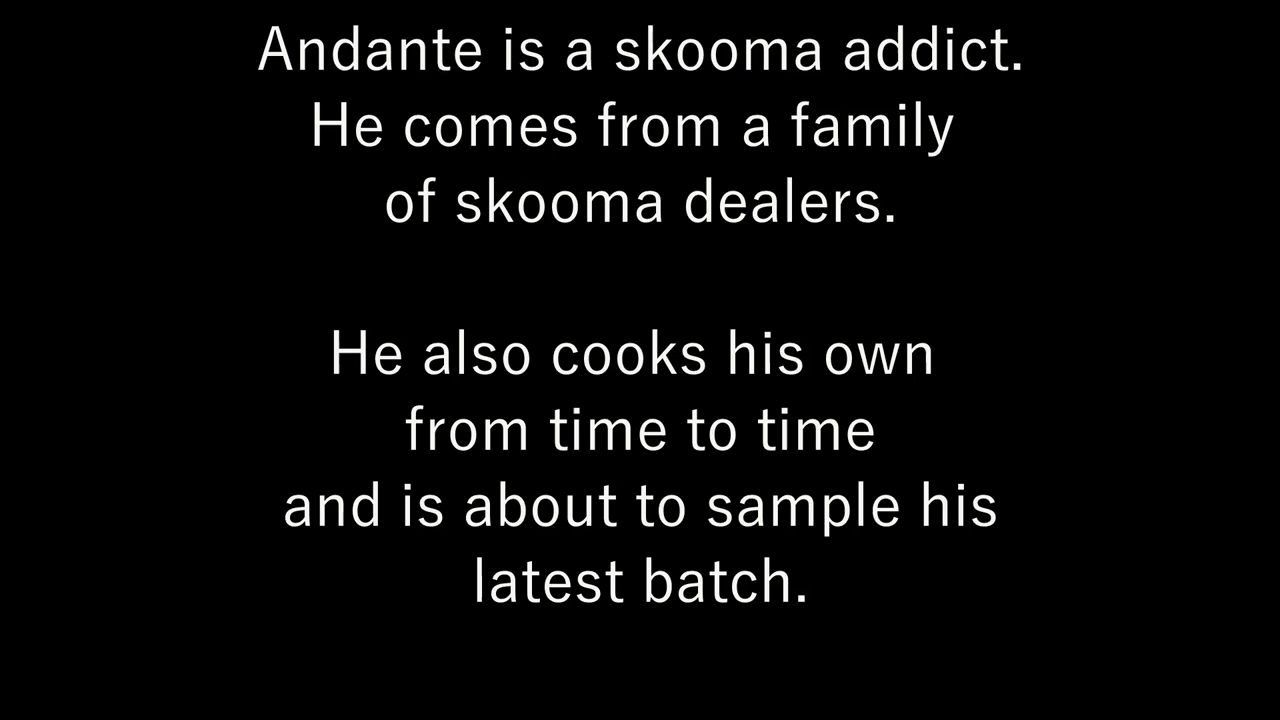 Andante is a skooma addict.
He comes from a family
of skooma dealers.
He also cooks his own
from time to time
and is about to sample his
latest batch.